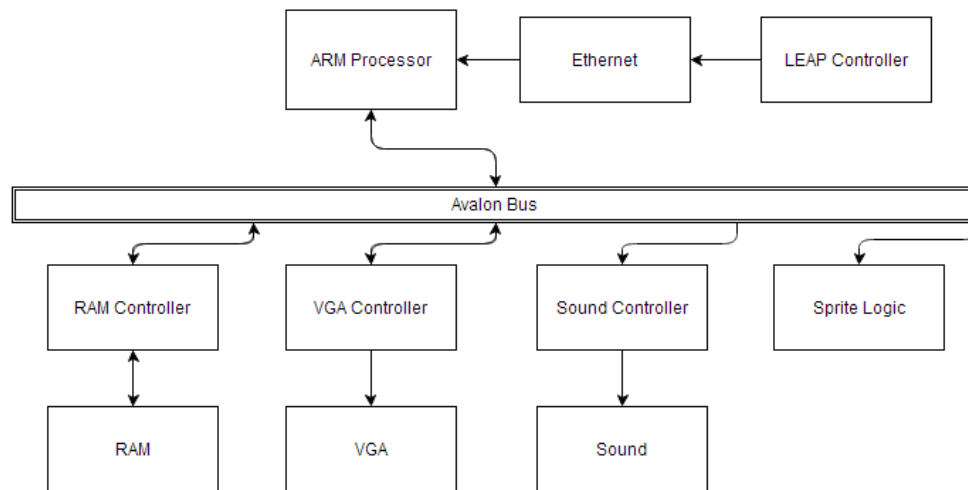 ARM Processor
Ethernet
LEAP Controller
Avalon Bus
RAM Controller
VGA Controller
Sound Controller
Sprite Logic
RAM
VGA
Sound